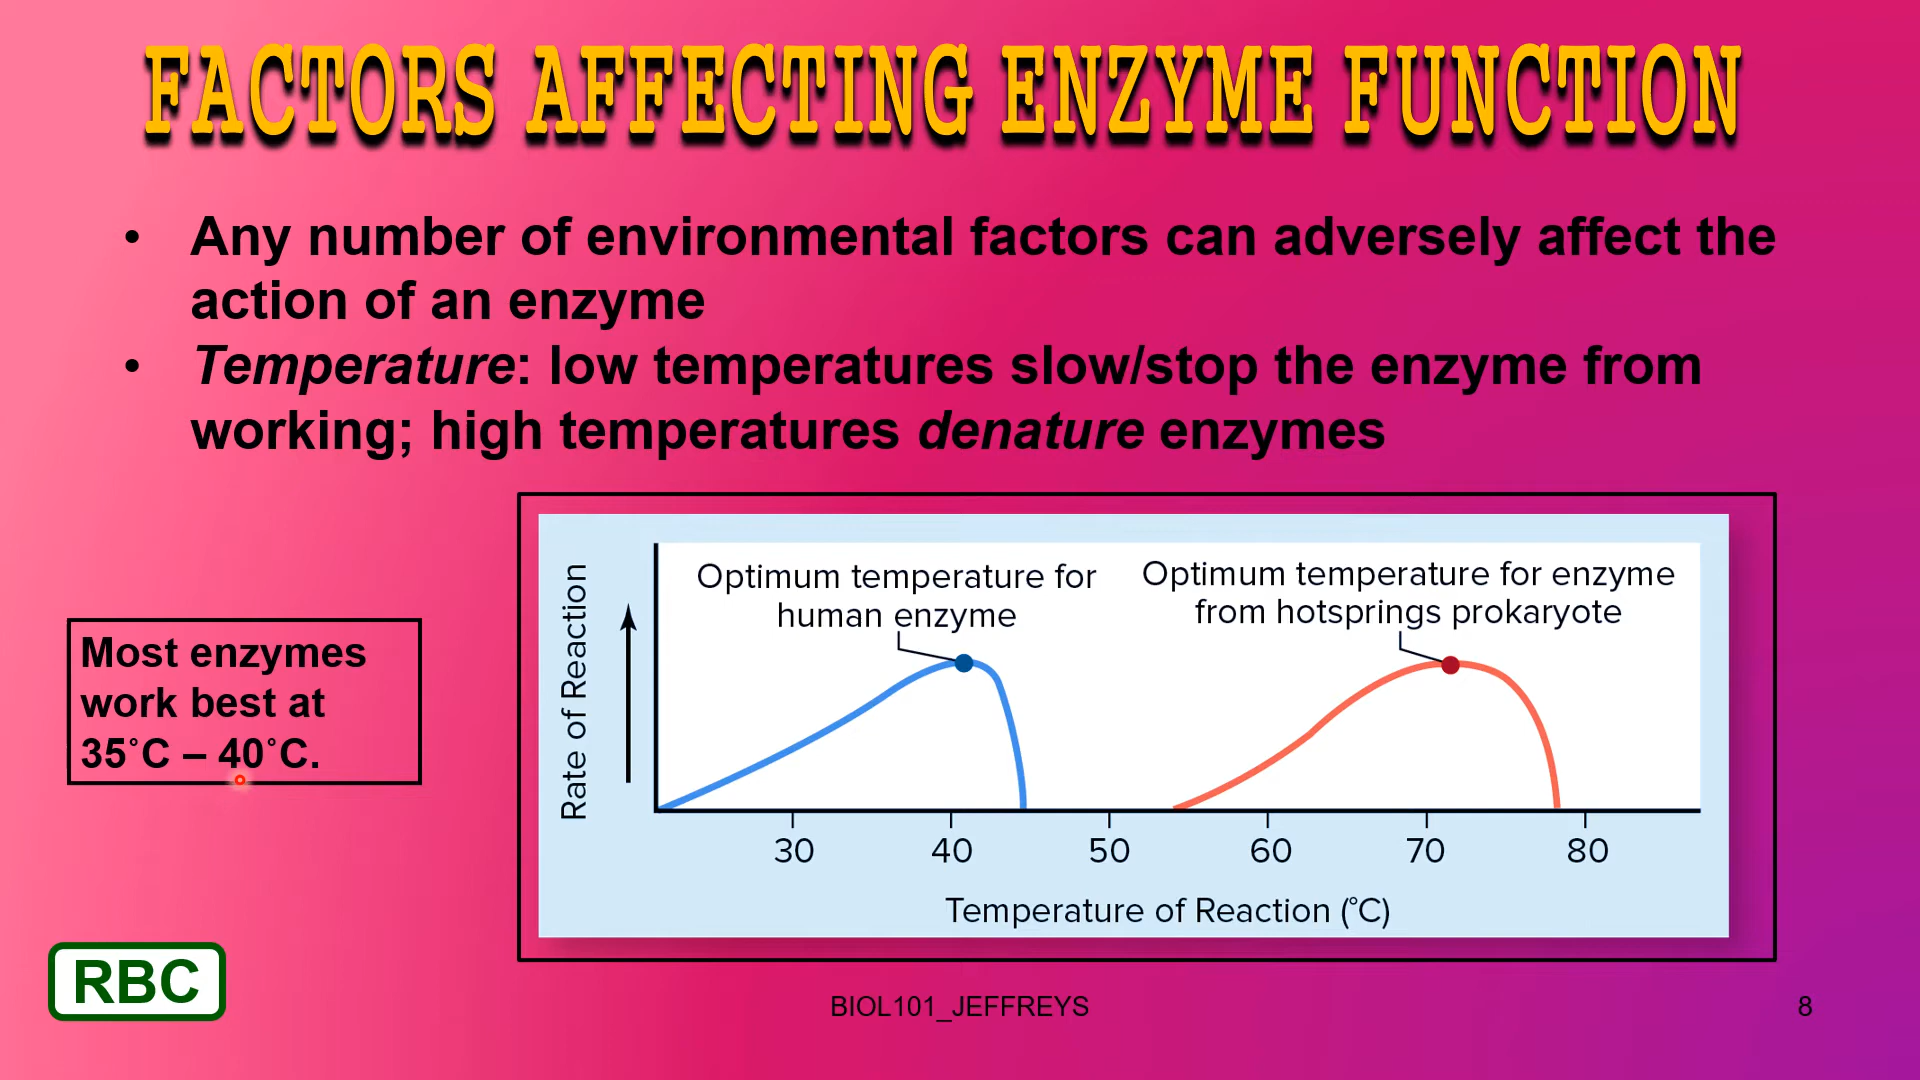 FACTORS AFFECTING ENZYME FUNCTION
• Any number of environmental factors can adversely affect the
action of an enzyme
• Temperature: low temperatures slow/stop the enzyme from
working; high temperatures denature enzymes
Most enzymes
work best at
35˚C – 40˚C.
Rate of Reaction
Optimum temperature for
human enzyme
Optimum temperature for enzyme
from hotsprings prokaryote
30 40 50 60 70 80
Temperature of Reaction (˚C)
RBC
BIOL101_JEFFREYS
8